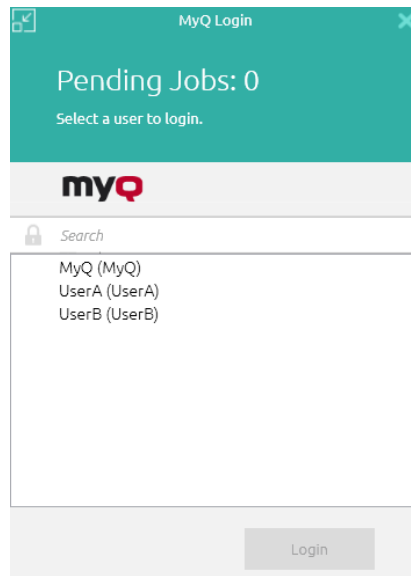 MyQ Login
Pending Jobs: 0
Select a user to login.
myQ
Search
MyQ (MyQ)
UserA (UserA)
UserB (UserB)
Login